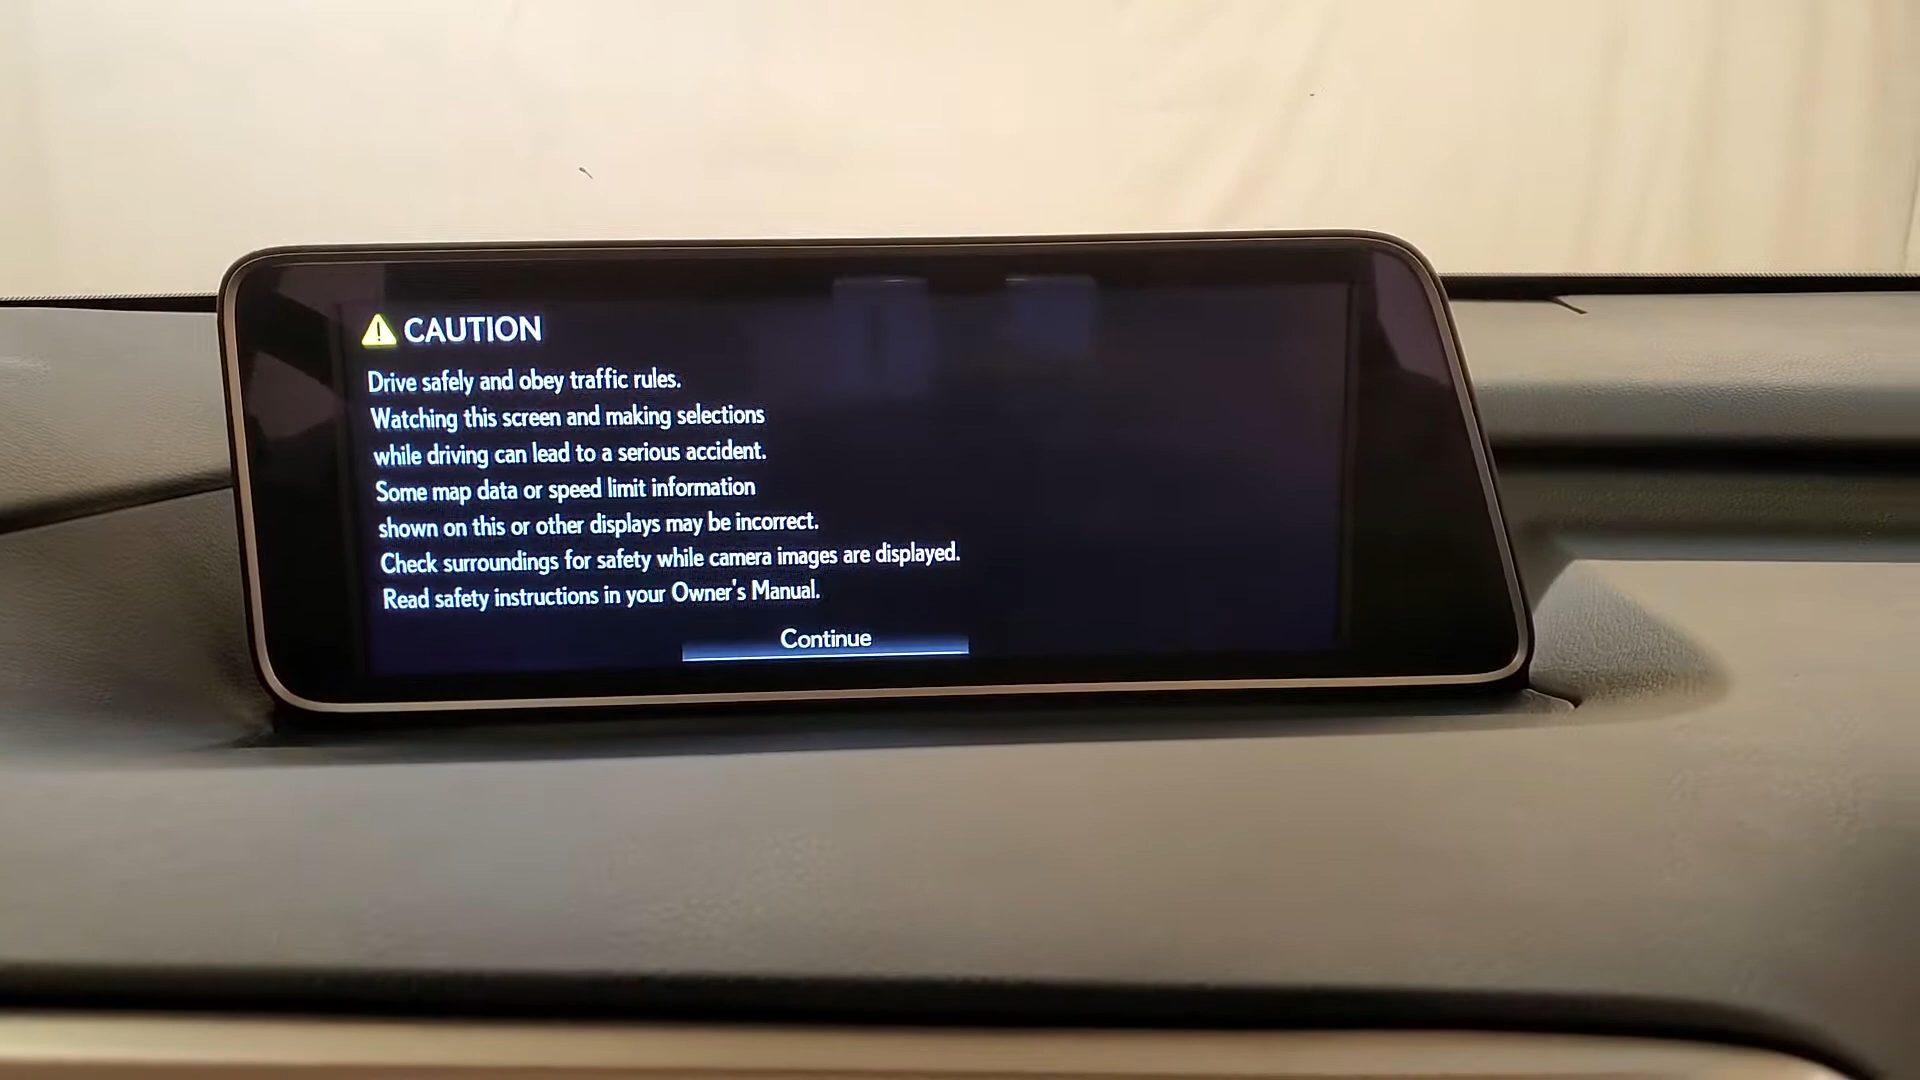 CAUTION
Drive safely and obey traffic rules.
Watching this screen and making selections
while driving can lead to a serious accident.
Some map data or speed limit information
shown on this or other displays may be incorrect.
Check surroundings for safety while camera images are displayed.
Read safety instructions in your Owner's Manual.
Continue